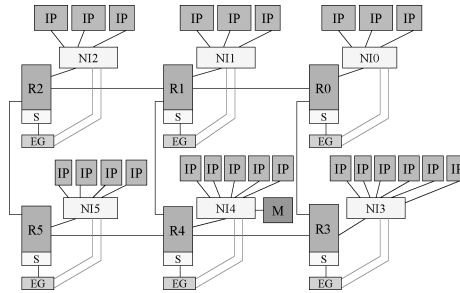 IP IP IP IP IP IP IP IP IP
NI2 NI1 NI0
R2 R1 R0
S S S
EG EG EG
IP IP IP IP IP IP IP IP IP IP IP IP IP IP IP
NI5 NI4 M NI3
R5 R4 R3
S S S
EG EG EG